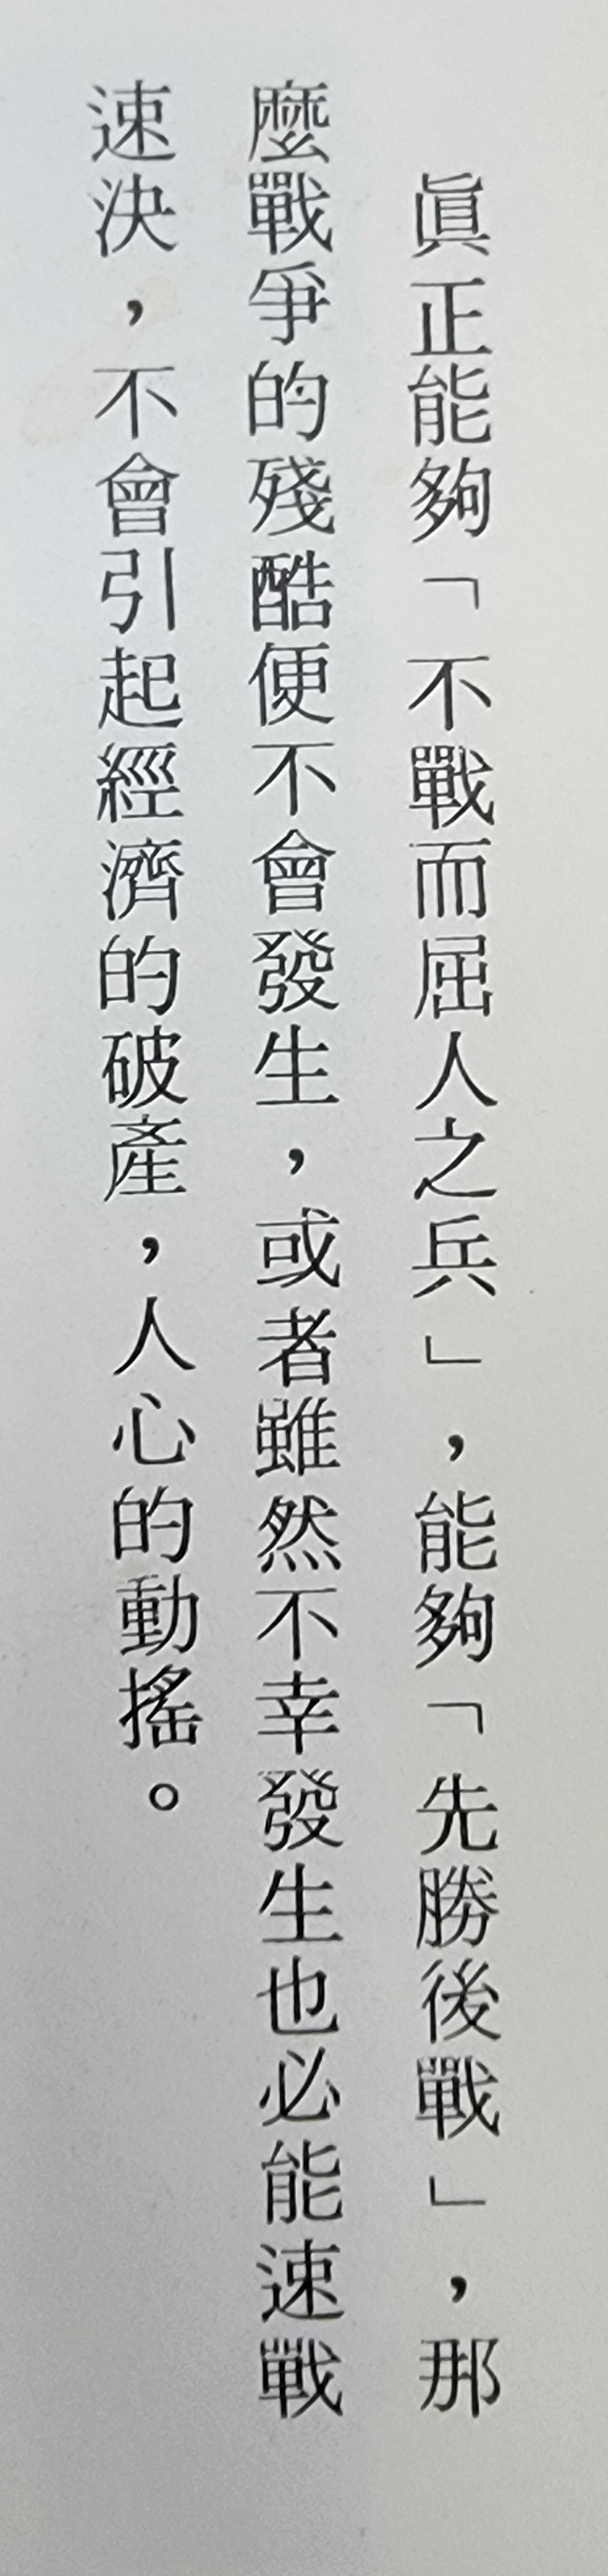 眞正能夠「不戰而屈人之兵」，能夠「先勝後戰」，那
麼戰爭的殘酷便不會發生，或者雖然不幸發生也必能速戰
速決，不會引起經濟的破產，人心的動搖。